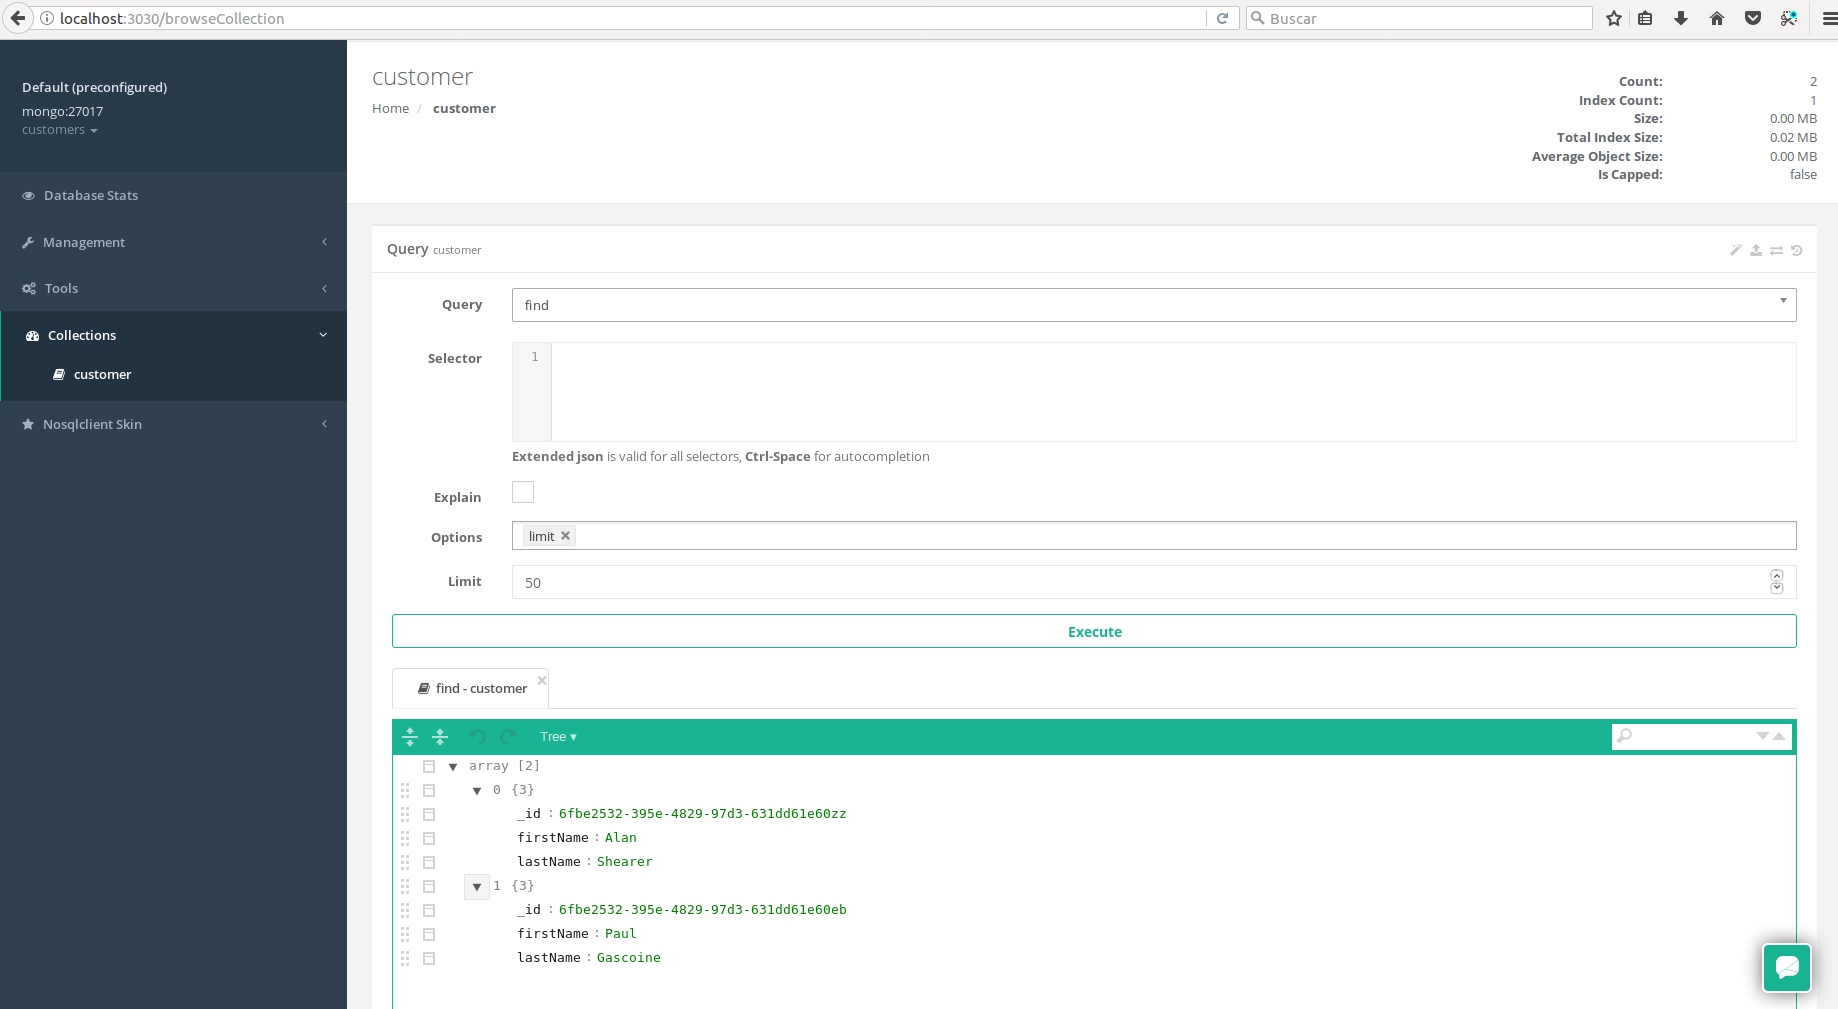 localhost:3030/browseCollection
Buscar
Default (preconfigured)
mongo:27017
customers
Database Stats
Management
Tools
Collections
customer
Nosqlclient Skin
customer
Home / customer
Count: 2
Index Count: 1
Size: 0.00 MB
Total Index Size: 0.02 MB
Average Object Size: 0.00 MB
Is Capped: false
Query customer
Query find
Selector 1
Extended json is valid for all selectors, Ctrl-Space for autocompletion
Explain
Options limit
Limit 50
Execute
find - customer
Tree ▾
array [2]
0 {3}
_id : 6fbe2532-395e-4829-97d3-631dd61e60zz
firstName : Alan
lastName : Shearer
1 {3}
_id : 6fbe2532-395e-4829-97d3-631dd61e60eb
firstName : Paul
lastName : Gascoine